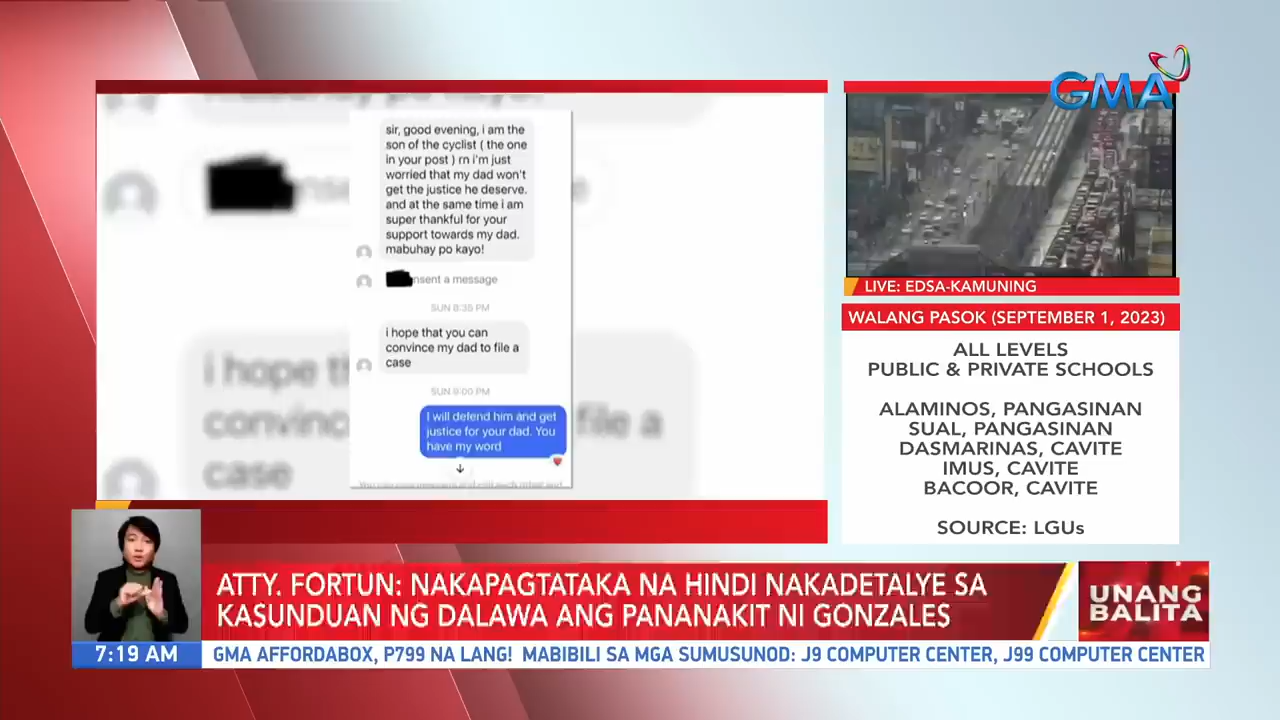 GMA
sir, good evening, i am the
son of the cyclist ( the one
in your post ) rn i'm just
worried that my dad won't
get the justice he deserve.
and at the same time i am
super thankful for your
support towards my dad.
mabuhay po kayo!
sent a message
SUN 8:35 PM
i hope that you can
convince my dad to file a
case
SUN 9:00 PM
I will defend him and get
justice for your dad. You
have my word
i hope th
convinc
file a
case
LIVE: EDSA-KAMUNING
WALANG PASOK (SEPTEMBER 1, 2023)
ALL LEVELS
PUBLIC & PRIVATE SCHOOLS
ALAMINOS, PANGASINAN
SUAL, PANGASINAN
DASMARINAS, CAVITE
IMUS, CAVITE
BACOOR, CAVITE
SOURCE: LGUs
ATTY. FORTUN: NAKAPAGTATAKA NA HINDI NAKADETALYE SA
KASUNDUAN NG DALAWA ANG PANANAKIT NI GONZALES
UNANG
BALITA
7:19 AM
GMA AFFORDABOX, P799 NA LANG! MABIBILI SA MGA SUMUSUNOD: J9 COMPUTER CENTER, J99 COMPUTER CENTER